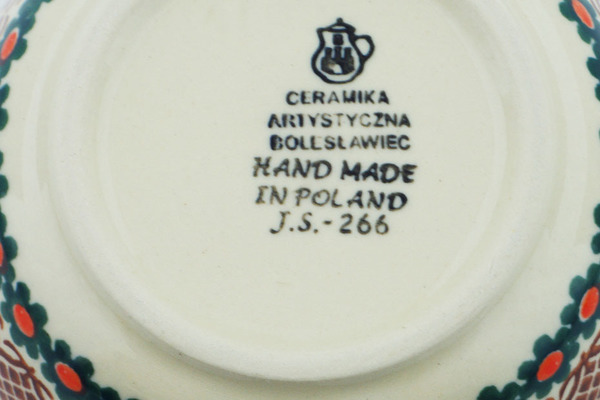 CERAMIKA
ARTYSTYCZNA
BOLESŁAWIEC
HAND MADE
IN POLAND
J.S.-266